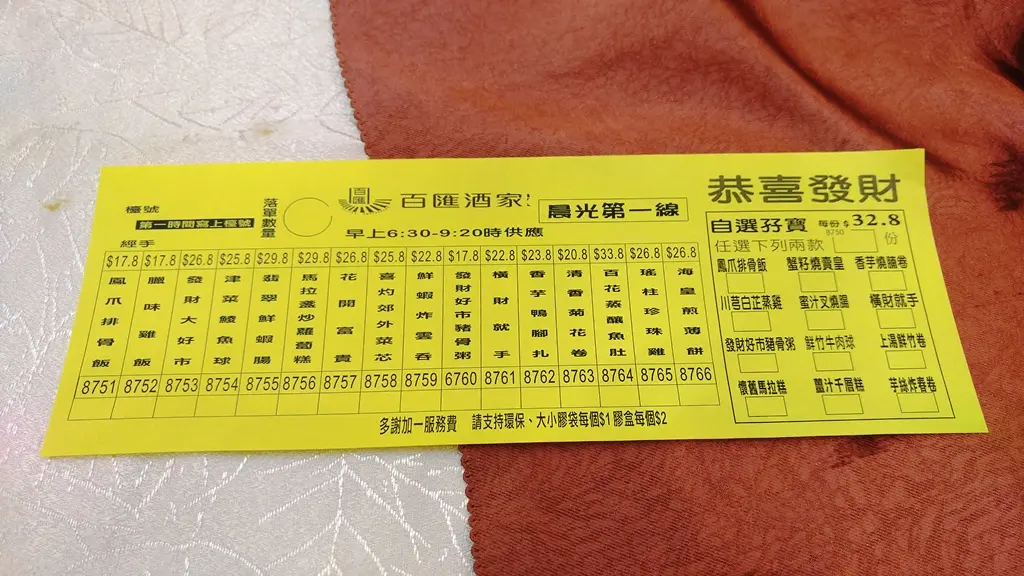 檯號
第一時間寫上檯號
經手
落單數量
百匯
百匯酒家
晨光第一線
早上6:30-9:20時供應
$17.8 $17.8 $26.8 $25.8 $29.8 $29.8 $26.8 $25.8 $22.8 $17.8 $22.8 $23.8 $20.8 $33.8 $26.8 $26.8
鳳爪排骨飯
臘味雞飯
發財大好市
津菜鯪魚球
翡翠鮮蝦腸
馬拉盞炒蘿蔔糕
花開富貴
喜灼郊外菜芯
鮮蝦炸雲吞
發財好市豬骨粥
橫財就手
香芋鴨腳扎
清香菊花卷
百花蒸釀魚肚
瑤柱珍珠雞
海皇煎薄餅
8751 8752 8753 8754 8755 8756 8757 8758 8759 6760 8761 8762 8763 8764 8765 8766
多謝加一服務費 請支持環保、大小膠袋每個$1 膠盒每個$2
恭喜發財
自選孖寶 每份$32.8
8750
任選下列兩款 份
鳳爪排骨飯 蟹籽燒賣皇 香芋燒腩卷
川芎白芷蒸雞 蜜汁叉燒腸 橫財就手
發財好市豬骨粥 鮮竹牛肉球 上湯鮮竹卷
懷舊馬拉糕 薑汁千層糕 芋絲炸春卷